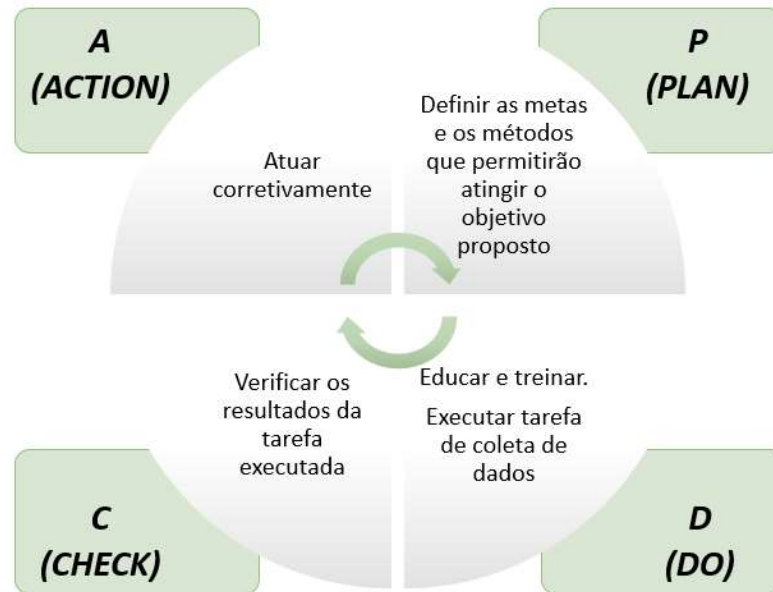 A
(ACTION)
P
(PLAN)
Atuar
corretivamente
Definir as metas
e os métodos
que permitirão
atingir o
objetivo
proposto
Verificar os
resultados da
tarefa
executada
Educar e treinar.
Executar tarefa
de coleta de
dados
C
(CHECK)
D
(DO)